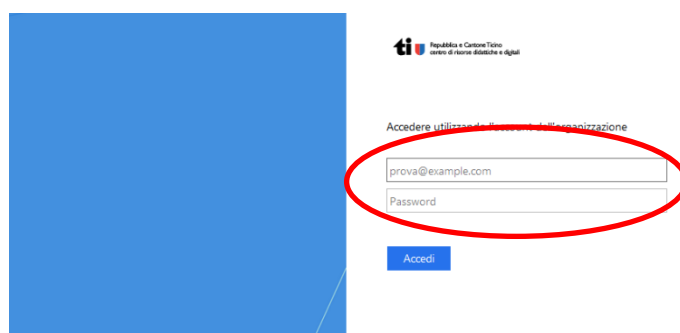 ti
Repubblica e Cantone Ticino
centro di risorse didattiche e digitali
Accedere utilizzando l'account dell'organizzazione
prova@example.com
Password
Accedi